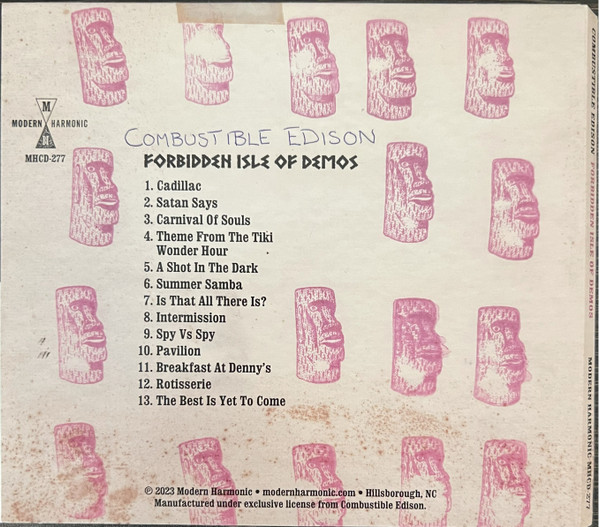 M
MODERN HARMONIC
M
MHCD-277
COMBUSTIBLE EDISON
FORBIDDEN ISLE OF DEMOS
1. Cadillac
2. Satan Says
3. Carnival Of Souls
4. Theme From The Tiki
Wonder Hour
5. A Shot In The Dark
6. Summer Samba
7. Is That All There Is?
8. Intermission
9. Spy Vs Spy
10. Pavilion
11. Breakfast At Denny's
12. Rotisserie
13. The Best Is Yet To Come
℗ 2023 Modern Harmonic • modernharmonic.com • Hillsborough, NC
Manufactured under exclusive license from Combustible Edison.
COMBUSTIBLE EDISON FORBIDDEN ISLE OF DEMOS MODERN HARMONIC MHCD-277